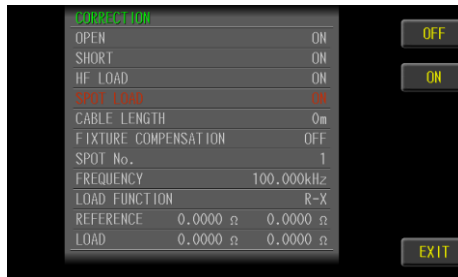 CORRECTION
OPEN ON
SHORT ON
HF LOAD ON
SPOT LOAD ON
CABLE LENGTH 0m
FIXTURE COMPENSATION OFF
SPOT No. 1
FREQUENCY 100.000kHz
LOAD FUNCTION R-X
REFERENCE 0.0000 Ω 0.0000 Ω
LOAD 0.0000 Ω 0.0000 Ω
OFF
ON
EXIT